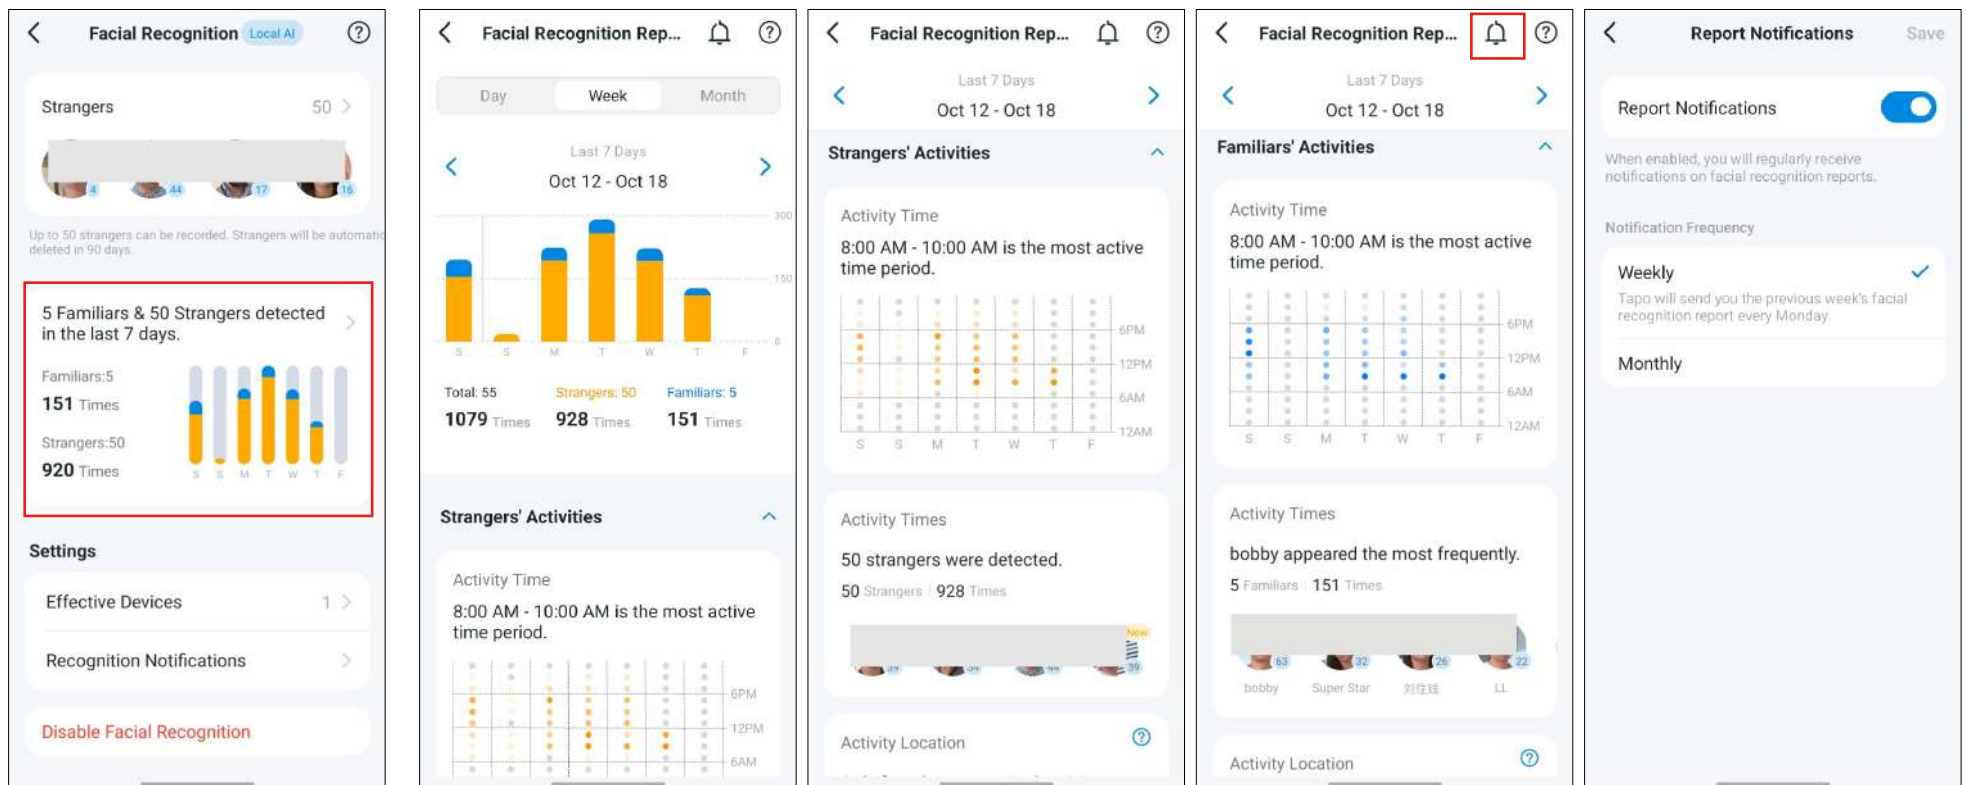 Facial Recognition Local AI
Strangers 50
4 44 17 16
Up to 50 strangers can be recorded. Strangers will be automatic
deleted in 90 days.
5 Familiars & 50 Strangers detected
in the last 7 days.
Familiars:5
151 Times
Strangers:50
920 Times
S S M T W T F
Settings
Effective Devices 1
Recognition Notifications
Disable Facial Recognition
Facial Recognition Rep...
Day Week Month
Last 7 Days
Oct 12 - Oct 18
300
150
0
S S M T W T F
Total: 55 Strangers: 50 Familiars: 5
1079 Times 928 Times 151 Times
Strangers' Activities
Activity Time
8:00 AM - 10:00 AM is the most active
time period.
6PM
12PM
6AM
Facial Recognition Rep...
Last 7 Days
Oct 12 - Oct 18
Strangers' Activities
Activity Time
8:00 AM - 10:00 AM is the most active
time period.
6PM
12PM
6AM
12AM
S S M T W T F
Activity Times
50 strangers were detected.
50 Strangers 928 Times
New
39
Activity Location
Facial Recognition Rep...
Last 7 Days
Oct 12 - Oct 18
Familiars' Activities
Activity Time
8:00 AM - 10:00 AM is the most active
time period.
6PM
12PM
6AM
12AM
S S M T W T F
Activity Times
bobby appeared the most frequently.
5 Familiars 151 Times
63 32 26 22
bobby Super Star 刘住钱 LL
Activity Location
Report Notifications Save
Report Notifications
When enabled, you will regularly receive
notifications on facial recognition reports.
Notification Frequency
Weekly
Tapo will send you the previous week's facial
recognition report every Monday.
Monthly